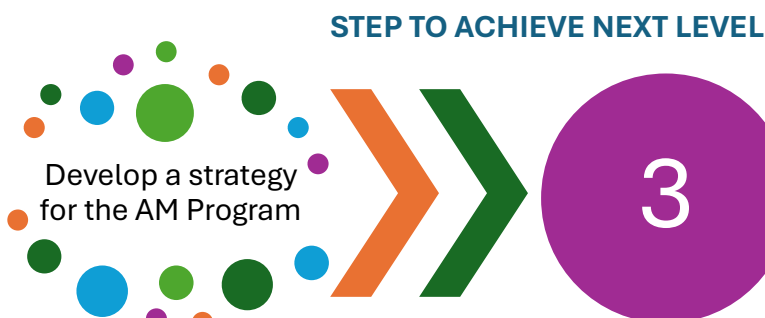 STEP TO ACHIEVE NEXT LEVEL
Develop a strategy
for the AM Program
3